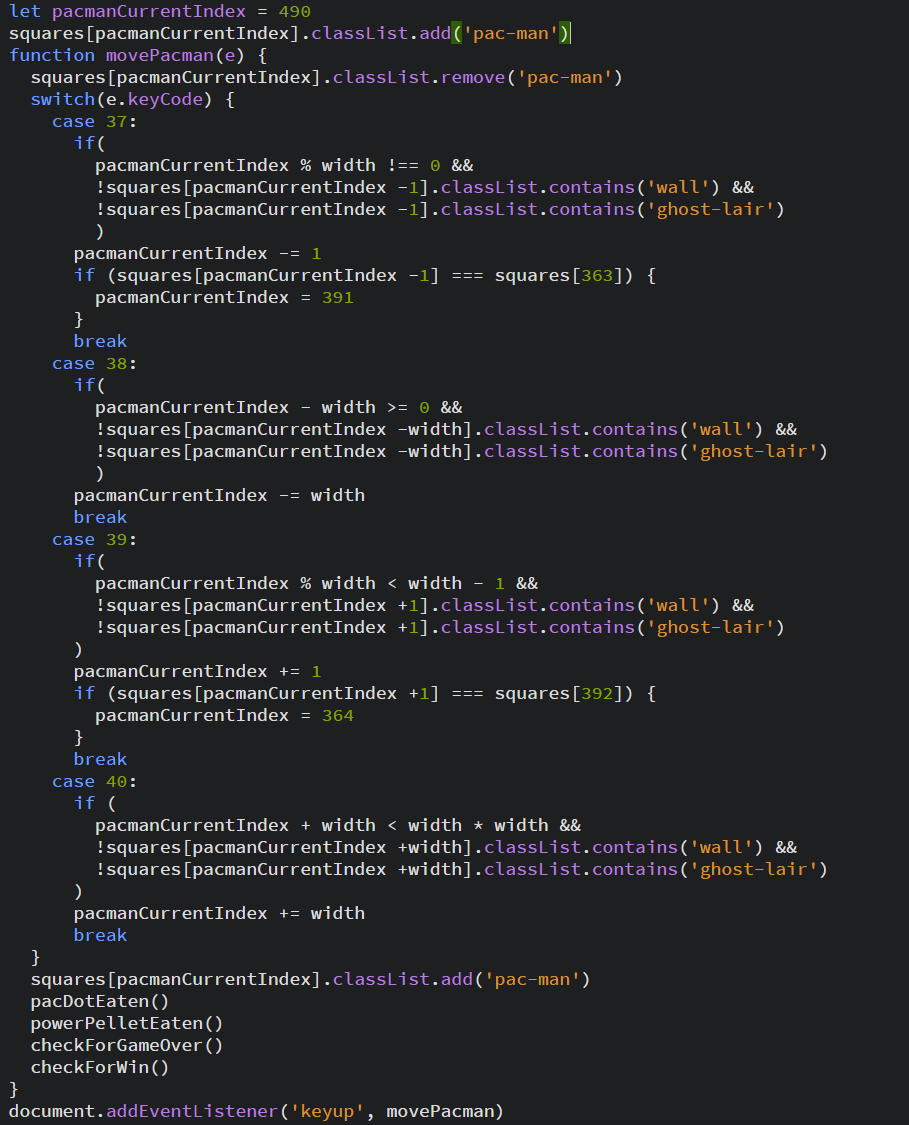 let pacmanCurrentIndex = 490
squares[pacmanCurrentIndex].classList.add('pac-man')
function movePacman(e) {
  squares[pacmanCurrentIndex].classList.remove('pac-man')
  switch(e.keyCode) {
    case 37:
      if(
        pacmanCurrentIndex % width !== 0 &&
        !squares[pacmanCurrentIndex -1].classList.contains('wall') &&
        !squares[pacmanCurrentIndex -1].classList.contains('ghost-lair')
        )
      pacmanCurrentIndex -= 1
      if (squares[pacmanCurrentIndex -1] === squares[363]) {
        pacmanCurrentIndex = 391
      }
      break
    case 38:
      if(
        pacmanCurrentIndex - width >= 0 &&
        !squares[pacmanCurrentIndex -width].classList.contains('wall') &&
        !squares[pacmanCurrentIndex -width].classList.contains('ghost-lair')
        )
      pacmanCurrentIndex -= width
      break
    case 39:
      if(
        pacmanCurrentIndex % width < width - 1 &&
        !squares[pacmanCurrentIndex +1].classList.contains('wall') &&
        !squares[pacmanCurrentIndex +1].classList.contains('ghost-lair')
      )
      pacmanCurrentIndex += 1
      if (squares[pacmanCurrentIndex +1] === squares[392]) {
        pacmanCurrentIndex = 364
      }
      break
    case 40:
      if (
        pacmanCurrentIndex + width < width * width &&
        !squares[pacmanCurrentIndex +width].classList.contains('wall') &&
        !squares[pacmanCurrentIndex +width].classList.contains('ghost-lair')
      )
      pacmanCurrentIndex += width
      break
  }
  squares[pacmanCurrentIndex].classList.add('pac-man')
  pacDotEaten()
  powerPelletEaten()
  checkForGameOver()
  checkForWin()
}
document.addEventListener('keyup', movePacman)